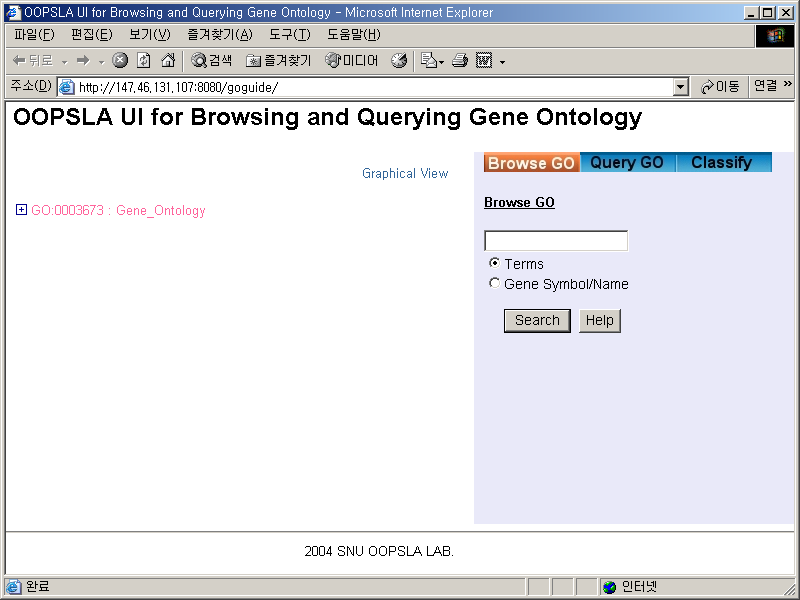 OOPSLA UI for Browsing and Querying Gene Ontology - Microsoft Internet Explorer
파일(F) 편집(E) 보기(V) 즐겨찾기(A) 도구(T) 도움말(H)
뒤로 검색 즐겨찾기 미디어
주소(D) http://147.46.131.107:8080/goguide/ 이동 연결 »
OOPSLA UI for Browsing and Querying Gene Ontology
Browse GO Query GO Classify
Graphical View
Browse GO
GO:0003673 : Gene_Ontology
Terms
Gene Symbol/Name
Search Help
2004 SNU OOPSLA LAB.
완료 인터넷